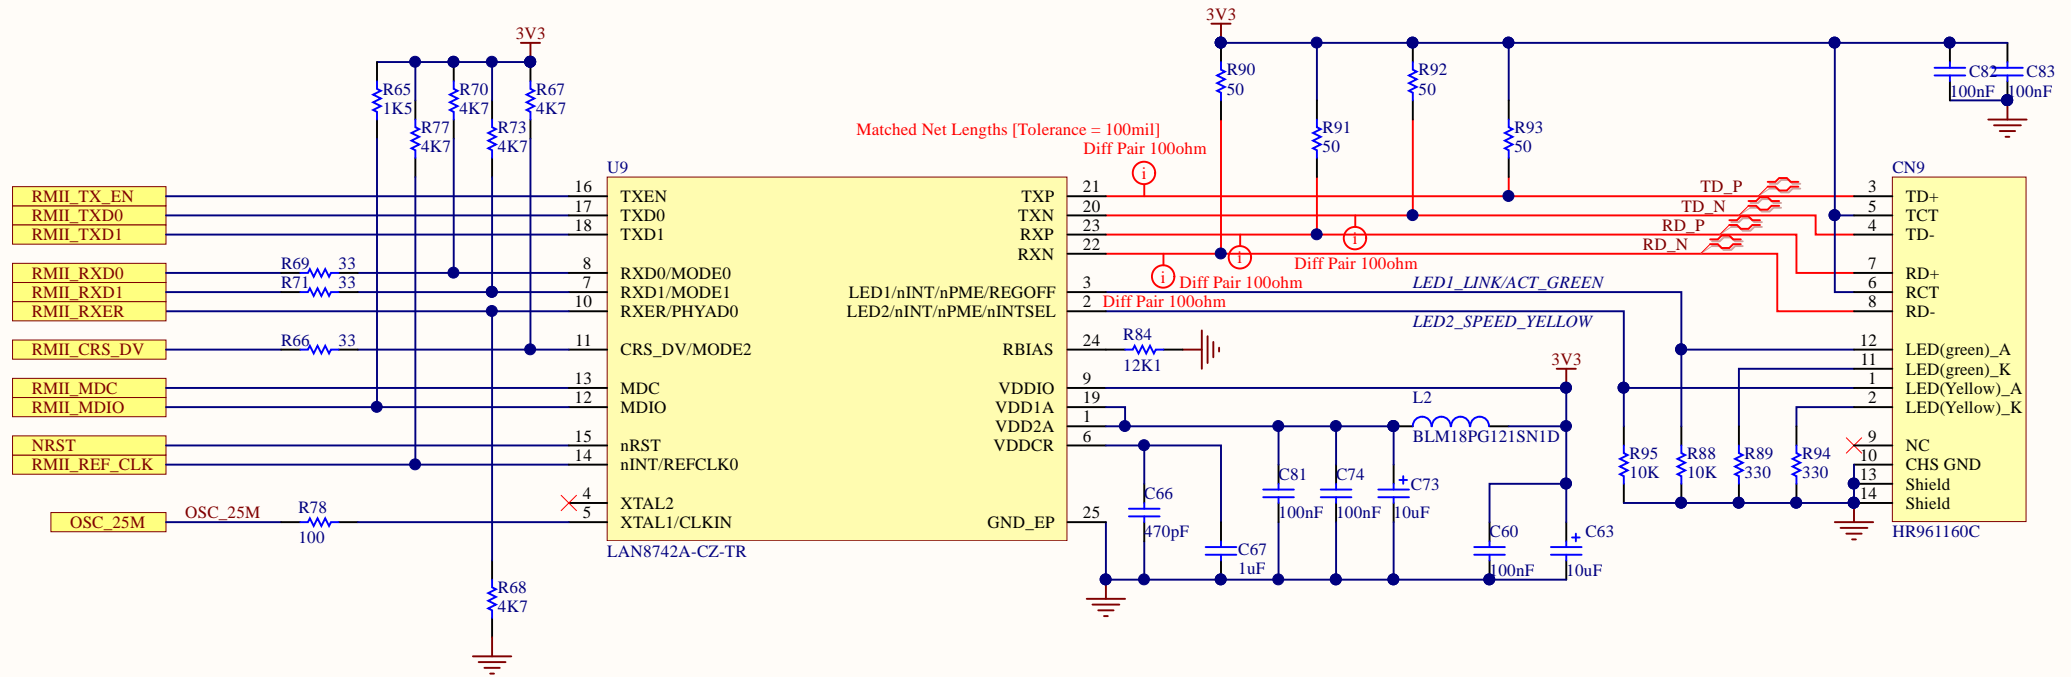 3V3
R65
1K5
R77
4K7
R70
4K7
R73
4K7
R67
4K7
RMII_TX_EN
RMII_TXD0
RMII_TXD1
RMII_RXD0
RMII_RXD1
RMII_RXER
RMII_CRS_DV
RMII_MDC
RMII_MDIO
NRST
RMII_REF_CLK
OSC_25M
OSC_25M
R69 33
R71 33
R66 33
R78
100
R68
4K7
U9
16 TXEN
17 TXD0
18 TXD1
8 RXD0/MODE0
7 RXD1/MODE1
10 RXER/PHYAD0
11 CRS_DV/MODE2
13 MDC
12 MDIO
15 nRST
14 nINT/REFCLK0
4 XTAL2
5 XTAL1/CLKIN
LAN8742A-CZ-TR
TXP 21
TXN 20
RXP 23
RXN 22
LED1/nINT/nPME/REGOFF 3
LED2/nINT/nPME/nINTSEL 2
RBIAS 24
VDDIO 9
VDD1A 19
VDD2A 1
VDDCR 6
GND_EP 25
Matched Net Lengths [Tolerance = 100mil]
Diff Pair 100ohm
i
i
i
i
Diff Pair 100ohm
Diff Pair 100ohm
Diff Pair 100ohm
3V3
R90
50
R91
50
R92
50
R93
50
C82
100nF
C83
100nF
TD_P
TD_N
RD_P
RD_N
LED1_LINK/ACT_GREEN
LED2_SPEED_YELLOW
R84
12K1
3V3
L2
BLM18PG121SN1D
C66
470pF
C67
1uF
C81
100nF
C74
100nF
+
C73
10uF
C60
100nF
+
C63
10uF
R95
10K
R88
10K
R89
330
R94
330
CN9
3 TD+
5 TCT
4 TD-
7 RD+
6 RCT
8 RD-
12 LED(green)_A
11 LED(green)_K
1 LED(Yellow)_A
2 LED(Yellow)_K
9 NC
10 CHS GND
13 Shield
14 Shield
HR961160C